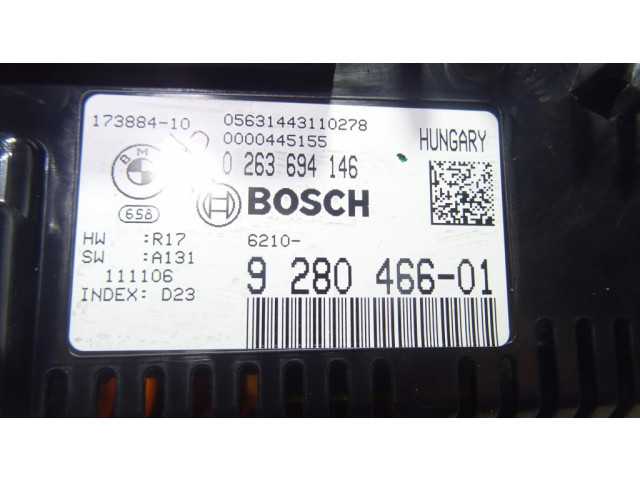 173884-10 05631443110278
0000445155 HUNGARY
0 263 694 146
BMW
658 BOSCH
HW :R17 6210-
SW :A131 9 280 466-01
111106
INDEX: D23